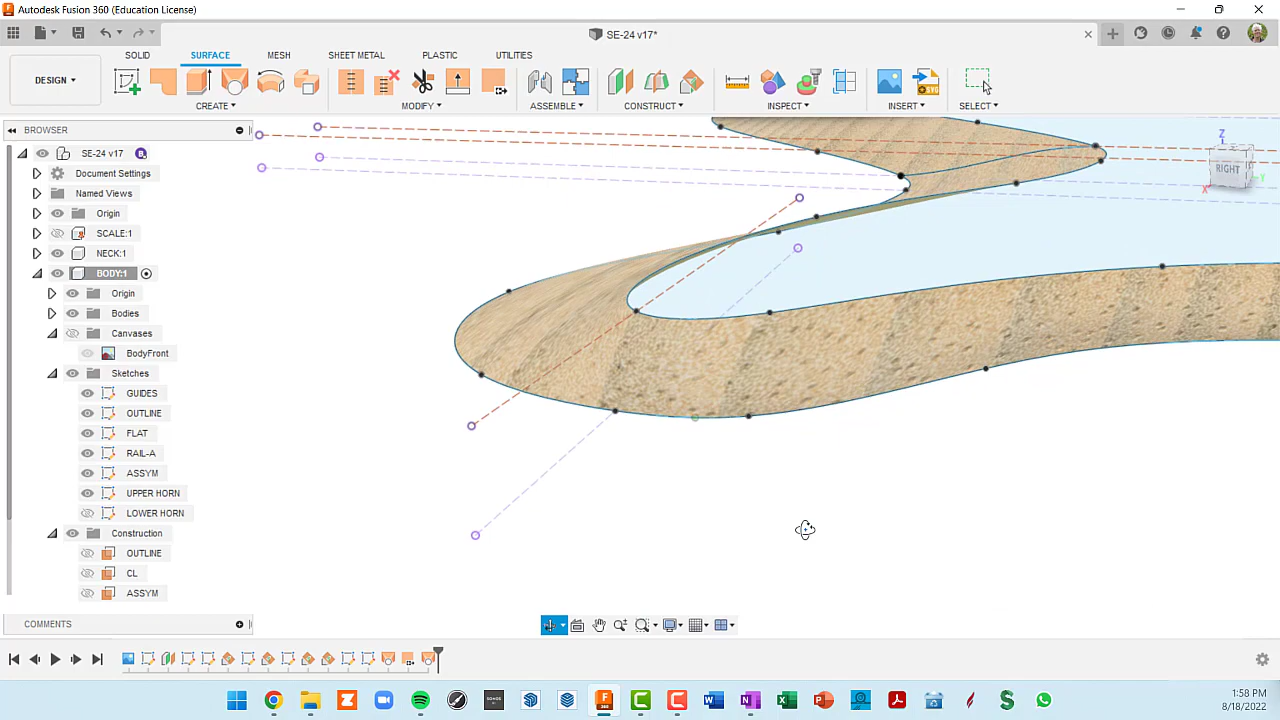 Autodesk Fusion 360 (Education License)
SE-24 v17*
DESIGN
SOLID SURFACE MESH SHEET METAL PLASTIC UTILITIES
CREATE MODIFY ASSEMBLE CONSTRUCT INSPECT INSERT SELECT
SVG
BROWSER
SE-24 v17
Document Settings
Named Views
Origin
SCALE:1
NECK:1
BODY:1
Origin
Bodies
Canvases
BodyFront
Sketches
GUIDES
OUTLINE
FLAT
RAIL-A
ASSYM
UPPER HORN
LOWER HORN
Construction
OUTLINE
CL
ASSYM
Z
RIGHT
Y
X
COMMENTS
SONOS
F
360
1:58 PM
8/18/2022